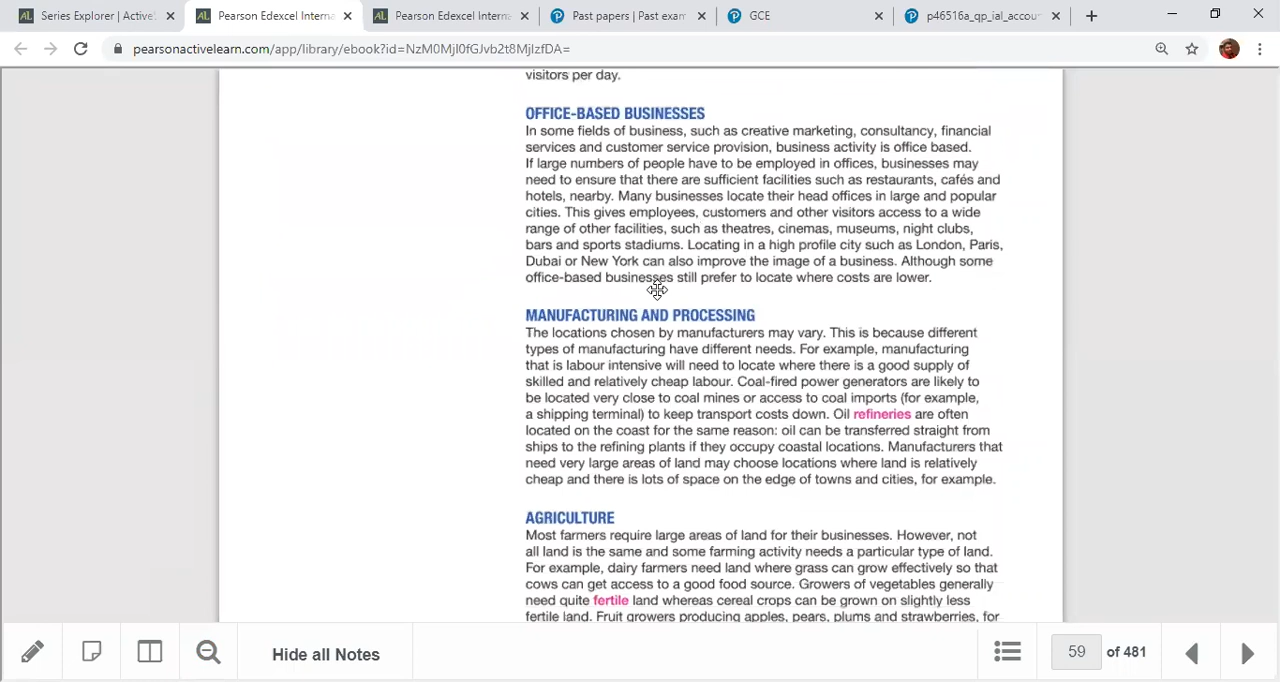 Series Explorer | Active
Pearson Edexcel Interna
Pearson Edexcel Interna
Past papers | Past exam
GCE
p46516a_qp_ial_accou
pearsonactivelearn.com/app/library/ebook?id=NzM0MjI0fGJvb2t8MjIzfDA=
visitors per day.
OFFICE-BASED BUSINESSES
In some fields of business, such as creative marketing, consultancy, financial
services and customer service provision, business activity is office based.
If large numbers of people have to be employed in offices, businesses may
need to ensure that there are sufficient facilities such as restaurants, cafés and
hotels, nearby. Many businesses locate their head offices in large and popular
cities. This gives employees, customers and other visitors access to a wide
range of other facilities, such as theatres, cinemas, museums, night clubs,
bars and sports stadiums. Locating in a high profile city such as London, Paris,
Dubai or New York can also improve the image of a business. Although some
office-based businesses still prefer to locate where costs are lower.
MANUFACTURING AND PROCESSING
The locations chosen by manufacturers may vary. This is because different
types of manufacturing have different needs. For example, manufacturing
that is labour intensive will need to locate where there is a good supply of
skilled and relatively cheap labour. Coal-fired power generators are likely to
be located very close to coal mines or access to coal imports (for example,
a shipping terminal) to keep transport costs down. Oil refineries are often
located on the coast for the same reason: oil can be transferred straight from
ships to the refining plants if they occupy coastal locations. Manufacturers that
need very large areas of land may choose locations where land is relatively
cheap and there is lots of space on the edge of towns and cities, for example.
AGRICULTURE
Most farmers require large areas of land for their businesses. However, not
all land is the same and some farming activity needs a particular type of land.
For example, dairy farmers need land where grass can grow effectively so that
cows can get access to a good food source. Growers of vegetables generally
need quite fertile land whereas cereal crops can be grown on slightly less
fertile land. Fruit growers producing apples, pears, plums and strawberries, for
Hide all Notes
59 of 481